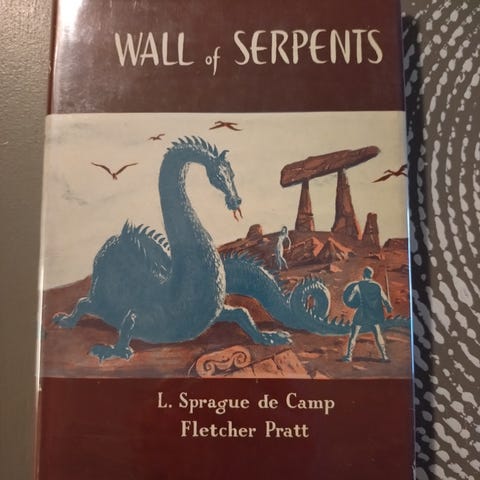 WALL of SERPENTS
L. Sprague de Camp
Fletcher Pratt